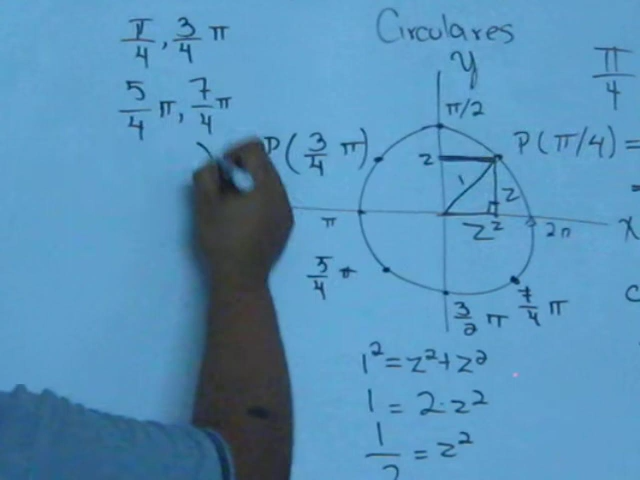 π/4, 3/4 π
5/4 π, 7/4 π
Circulares
y
π/2
π/4
P(3/4 π)
P(π/4) =
z
1
z
z
π
2π
x
5/4 π
3/2 π
7/4 π
1² = z² + z²
1 = 2·z²
1/2 = z²